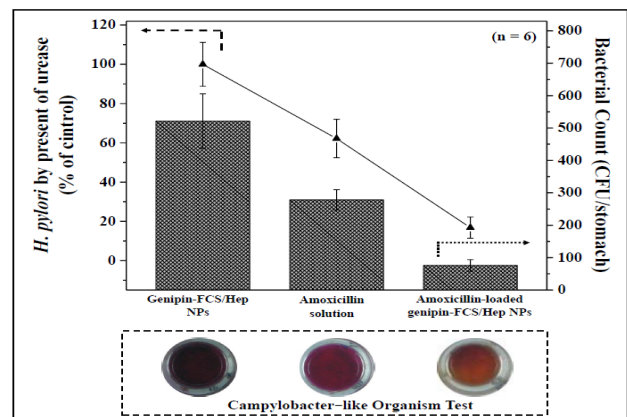 (n = 6)
H. pylori by present of urease
(% of cintrol)
120
100
80
60
40
20
0
Bacterial Count (CFU/stomach)
800
700
600
500
400
300
200
100
0
Genipin-FCS/Hep
NPs
Amoxicillin
solution
Amoxicillin-loaded
genipin-FCS/Hep NPs
Campylobacter-like Organism Test